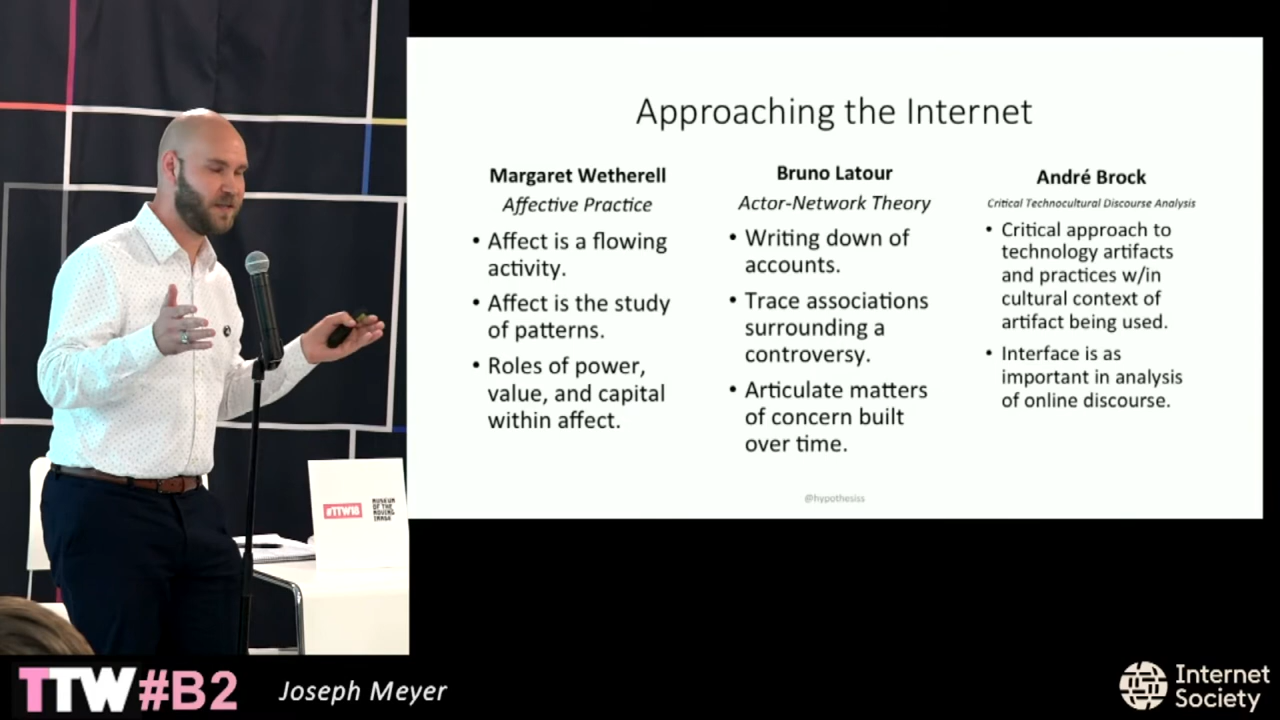 Approaching the Internet
Margaret Wetherell
Affective Practice
• Affect is a flowing
activity.
• Affect is the study
of patterns.
• Roles of power,
value, and capital
within affect.
Bruno Latour
Actor-Network Theory
• Writing down of
accounts.
• Trace associations
surrounding a
controversy.
• Articulate matters
of concern built
over time.
André Brock
Critical Technocultural Discourse Analysis
• Critical approach to
technology artifacts
and practices w/in
cultural context of
artifact being used.
• Interface is as
important in analysis
of online discourse.
@hypothesiss
#TTW16
MUSEUM
OF THE
MOVING
IMAGE
TTW#B2
Joseph Meyer
Internet
Society